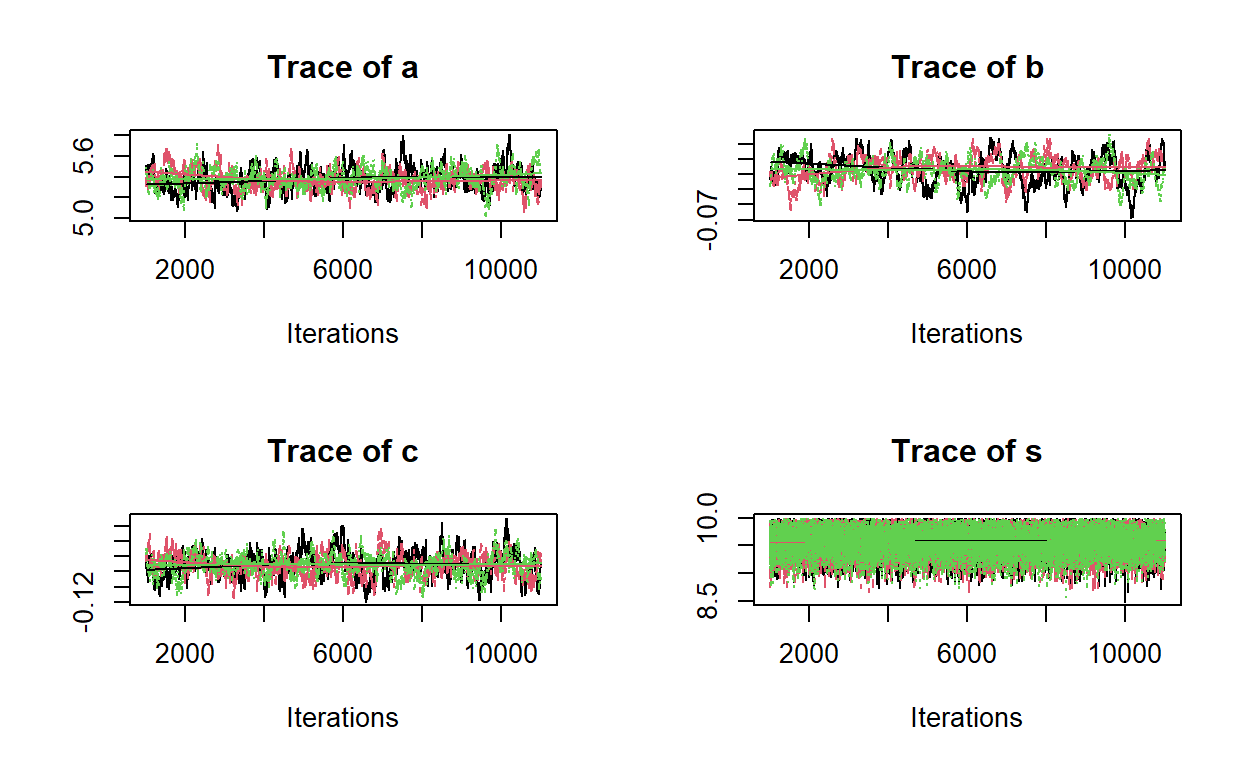 Trace of a
5.0 5.6
2000 6000 10000
Iterations
Trace of b
-0.07
2000 6000 10000
Iterations
Trace of c
-0.12
2000 6000 10000
Iterations
Trace of s
8.5 10.0
2000 6000 10000
Iterations